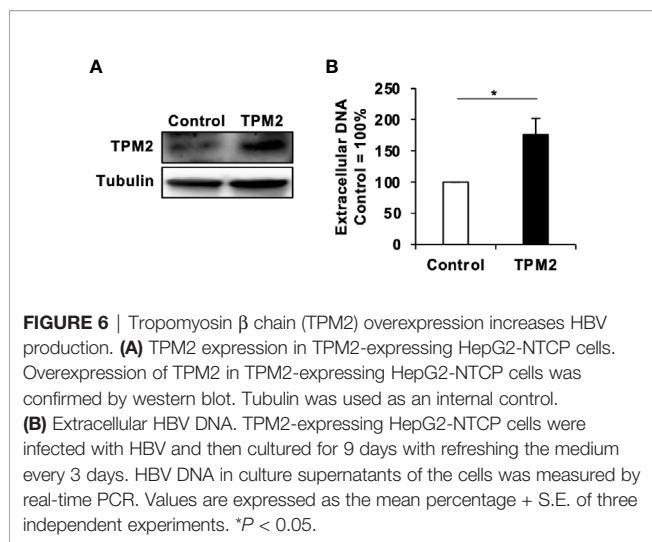 A
Control TPM2
TPM2
Tubulin
B
Extracellular DNA
Control = 100%
250
200
150
100
50
0
*
Control
TPM2
FIGURE 6 | Tropomyosin β chain (TPM2) overexpression increases HBV
production. (A) TPM2 expression in TPM2-expressing HepG2-NTCP cells.
Overexpression of TPM2 in TPM2-expressing HepG2-NTCP cells was
confirmed by western blot. Tubulin was used as an internal control.
(B) Extracellular HBV DNA. TPM2-expressing HepG2-NTCP cells were
infected with HBV and then cultured for 9 days with refreshing the medium
every 3 days. HBV DNA in culture supernatants of the cells was measured by
real-time PCR. Values are expressed as the mean percentage + S.E. of three
independent experiments. *P < 0.05.